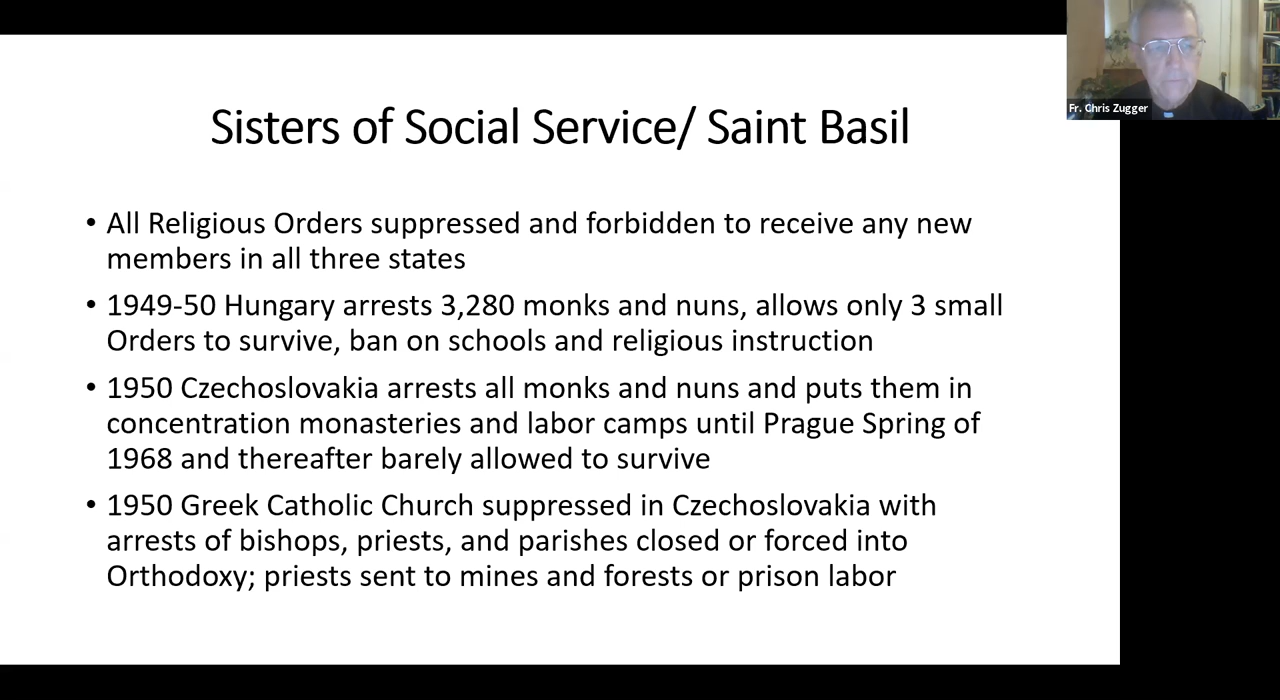 Fr. Chris Zugger
Sisters of Social Service/ Saint Basil
• All Religious Orders suppressed and forbidden to receive any new
members in all three states
• 1949-50 Hungary arrests 3,280 monks and nuns, allows only 3 small
Orders to survive, ban on schools and religious instruction
• 1950 Czechoslovakia arrests all monks and nuns and puts them in
concentration monasteries and labor camps until Prague Spring of
1968 and thereafter barely allowed to survive
• 1950 Greek Catholic Church suppressed in Czechoslovakia with
arrests of bishops, priests, and parishes closed or forced into
Orthodoxy; priests sent to mines and forests or prison labor